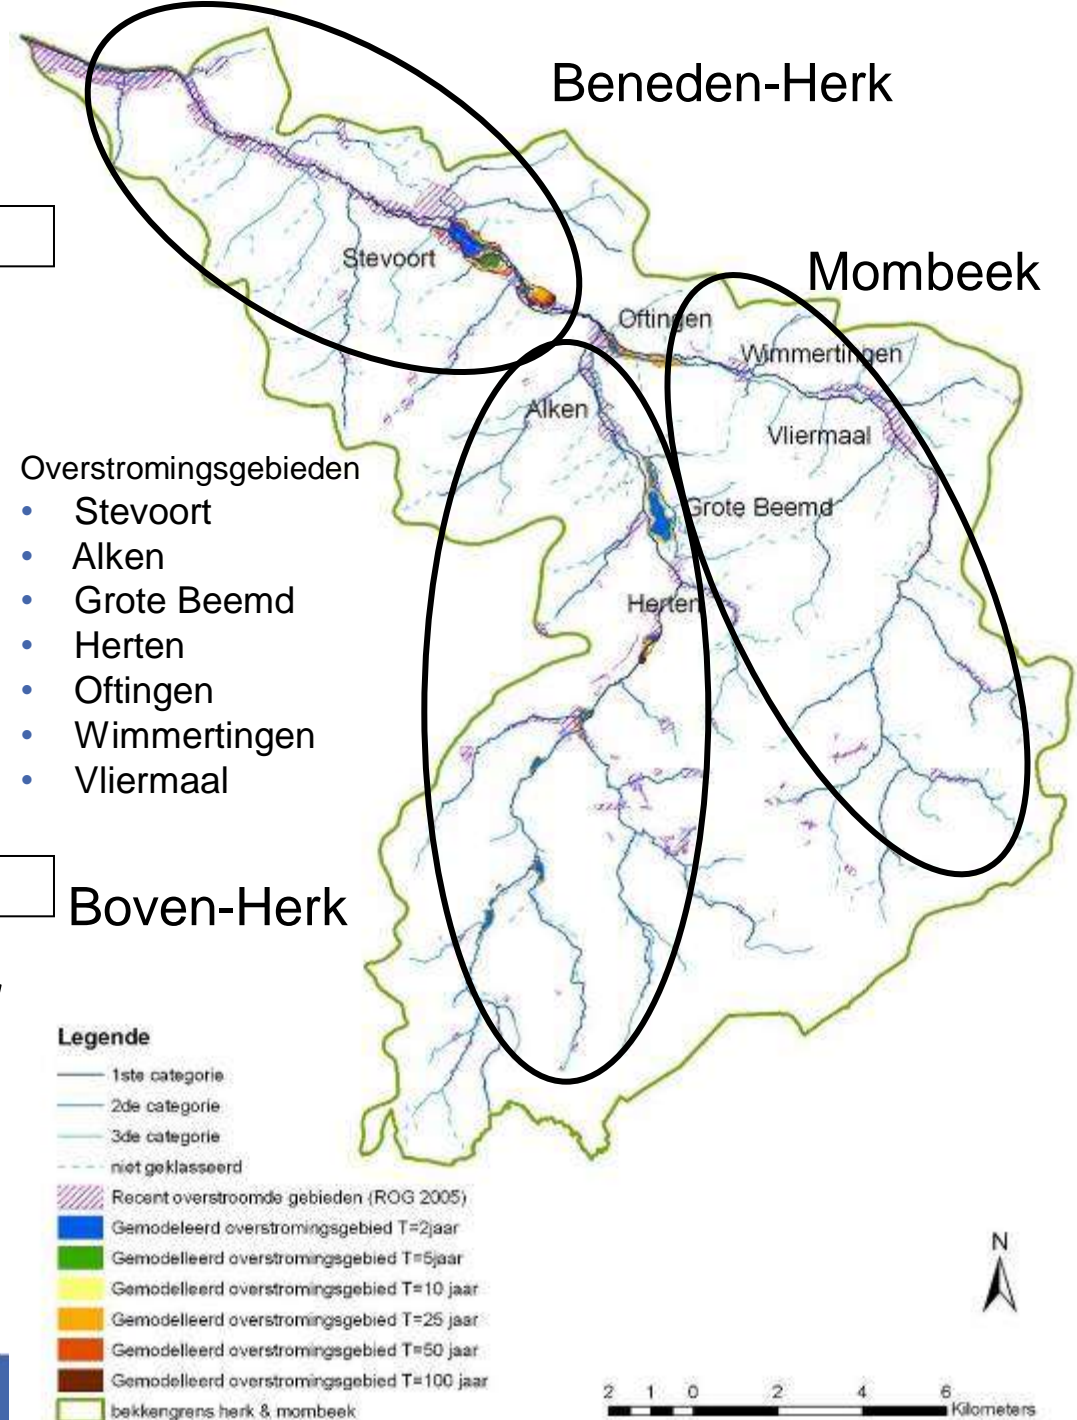 Beneden-Herk
Mombeek
Stevoort
Oftingen
Wimmertingen
Alken
Vliermaal
Grote Beemd
Herten
Overstromingsgebieden
• Stevoort
• Alken
• Grote Beemd
• Herten
• Oftingen
• Wimmertingen
• Vliermaal
Boven-Herk
Legende
1ste categorie
2de categorie
3de categorie
niet geklasseerd
Recent overstroomde gebieden (ROG 2005)
Gemodeleerd overstromingsgebied T=2jaar
Gemodelleerd overstromingsgebied T=5jaar
Gemodelleerd overstromingsgebied T=10 jaar
Gemodelleerd overstromingsgebied T=25 jaar
Gemodelleerd overstromingsgebied T=50 jaar
Gemodelleerd overstromingsgebied T=100 jaar
bekkengrens herk & mombeek
N
2 1 0 2 4 6
Kilometers